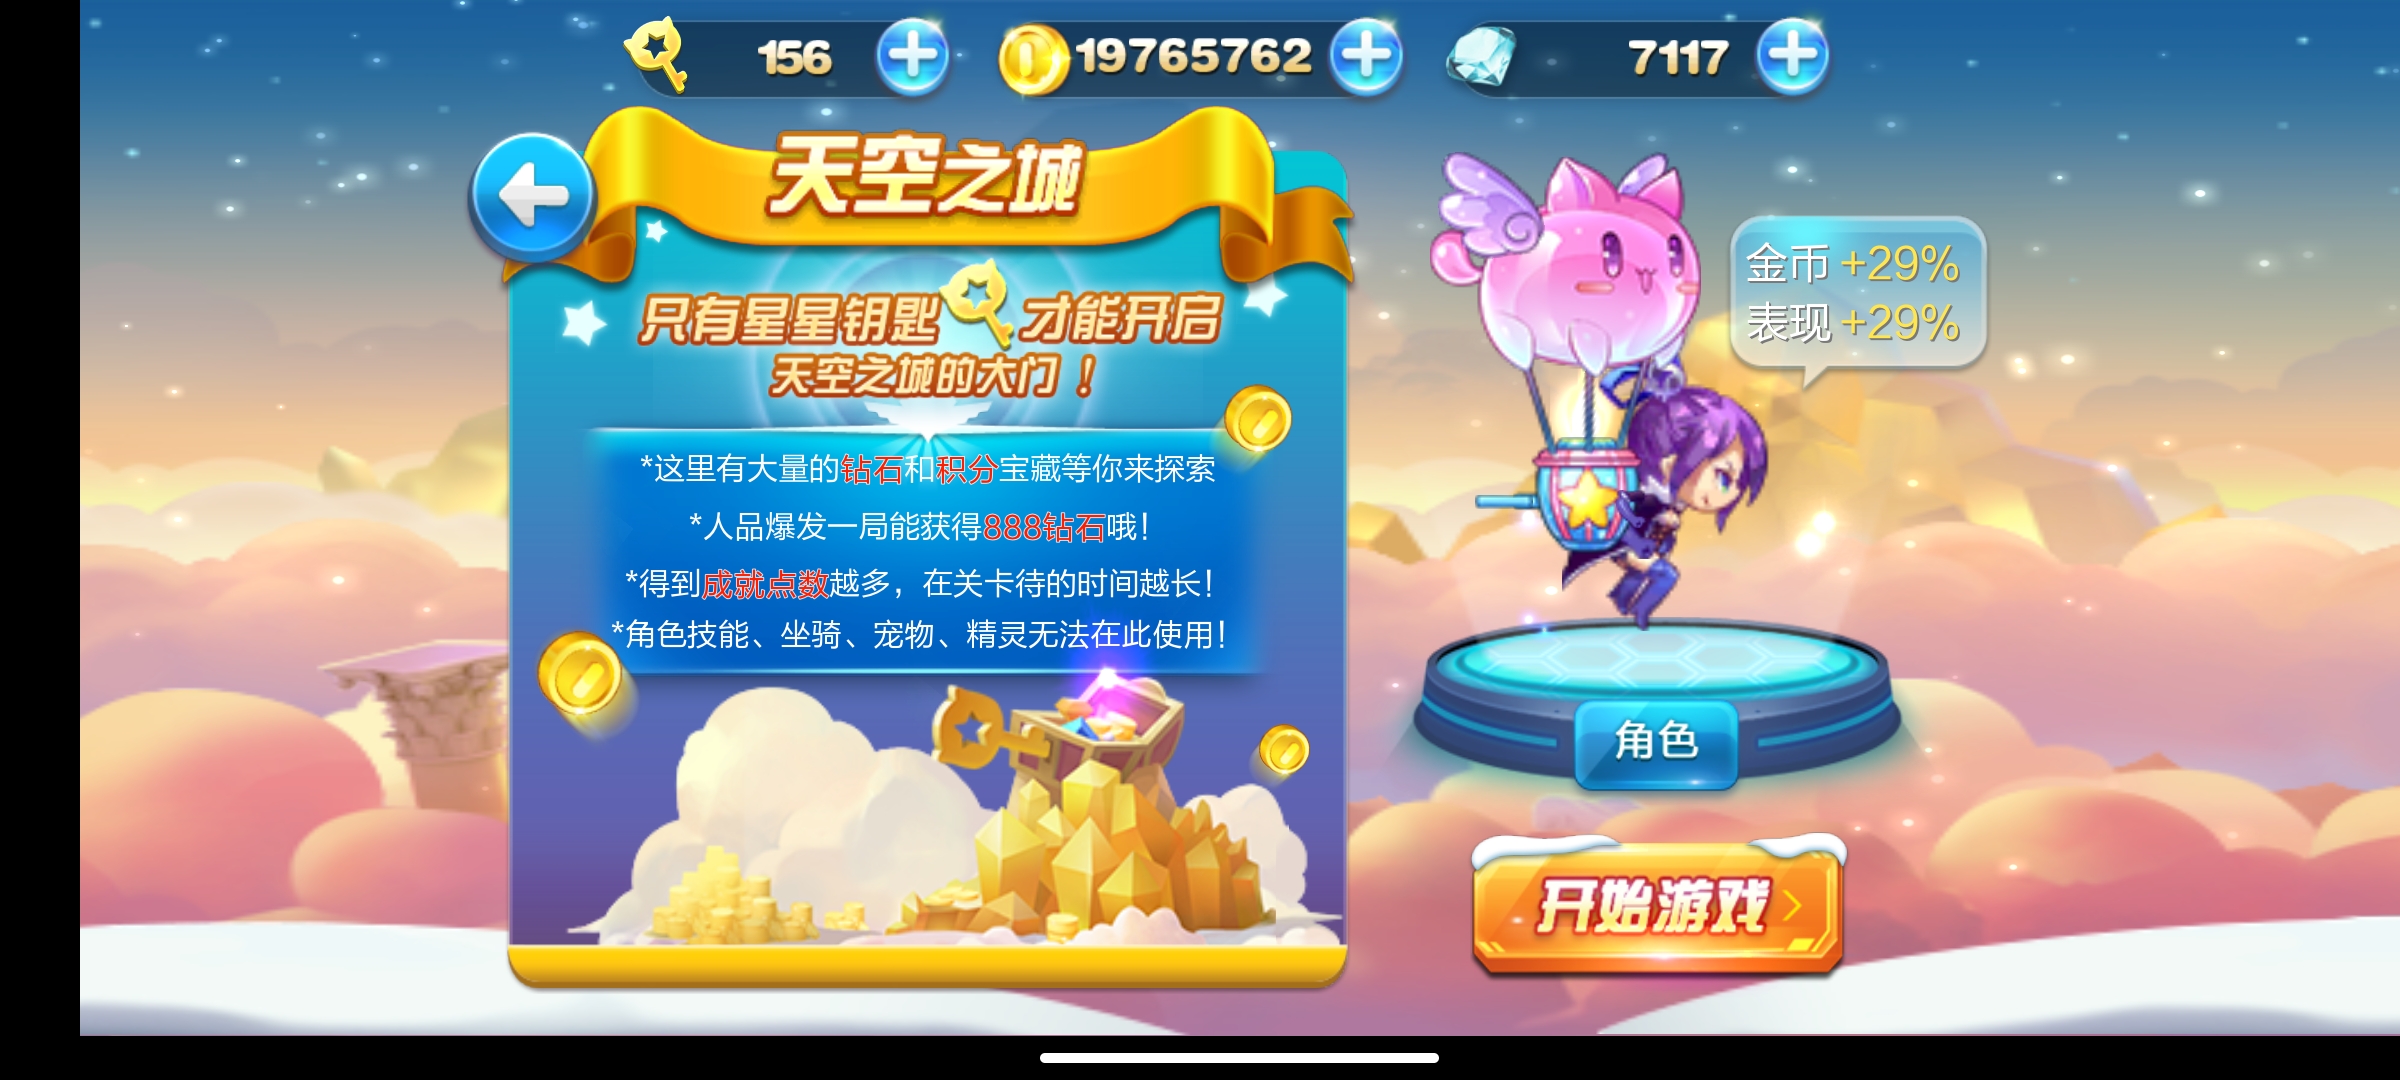 156
19765762
7117
天空之城
只有星星钥匙才能开启
天空之城的大门！
*这里有大量的钻石和积分宝藏等你来探索
*人品爆发一局能获得888钻石哦！
*得到成就点数越多，在关卡待的时间越长！
*角色技能、坐骑、宠物、精灵无法在此使用！
金币 +29%
表现 +29%
角色
开始游戏